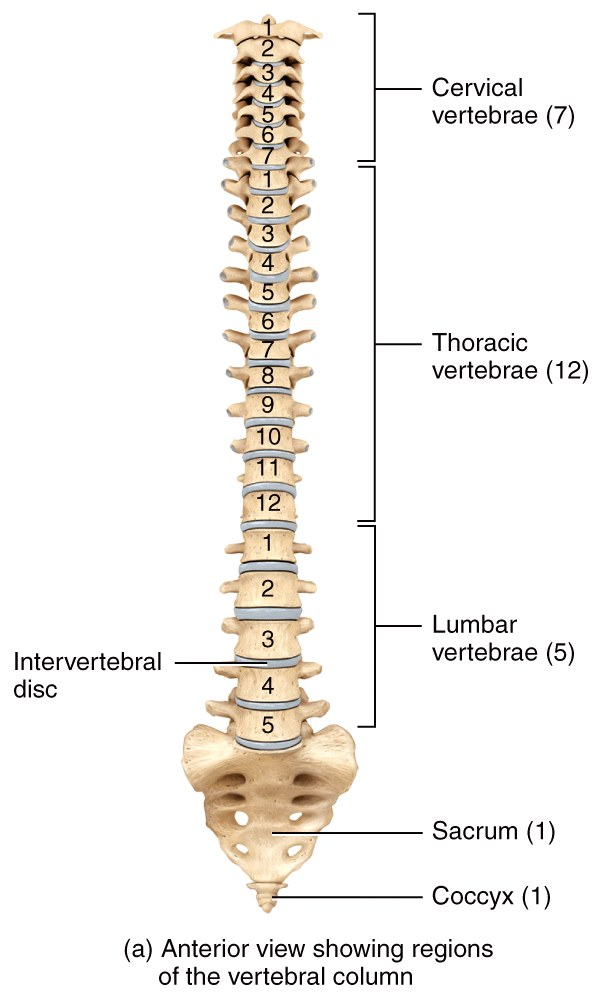 1
2
3
4
5
6
7
Cervical
vertebrae (7)
1
2
3
4
5
6
7
8
9
10
11
12
Thoracic
vertebrae (12)
1
2
3
4
5
Lumbar
vertebrae (5)
Intervertebral
disc
Sacrum (1)
Coccyx (1)
(a) Anterior view showing regions
of the vertebral column